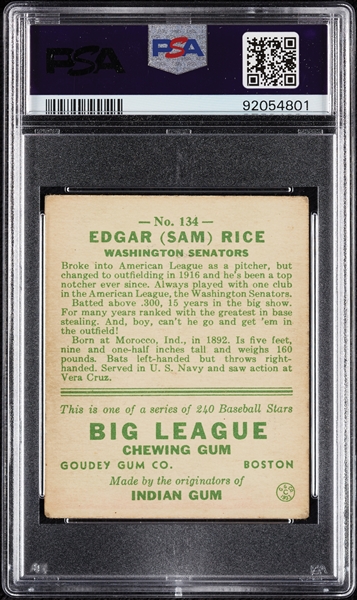 PSA
PSA
92054801
— No. 134 —
EDGAR (SAM) RICE
WASHINGTON SENATORS
Broke into American League as a pitcher, but
changed to outfielding in 1916 and he's been a top
notcher ever since. Always played with one club
in the American League, the Washington Senators.
Batted above .300, 15 years in the big show.
For many years ranked with the greatest in base
stealing. And, boy, can't he go and get 'em in
the outfield!
Born at Morocco, Ind., in 1892. Is five feet,
nine and one-half inches tall and weighs 160
pounds. Bats left-handed but throws right-
handed. Served in U. S. Navy and saw action at
Vera Cruz.
This is one of a series of 240 Baseball Stars
BIG LEAGUE
CHEWING GUM
GOUDEY GUM CO. BOSTON
Made by the originators of
INDIAN GUM